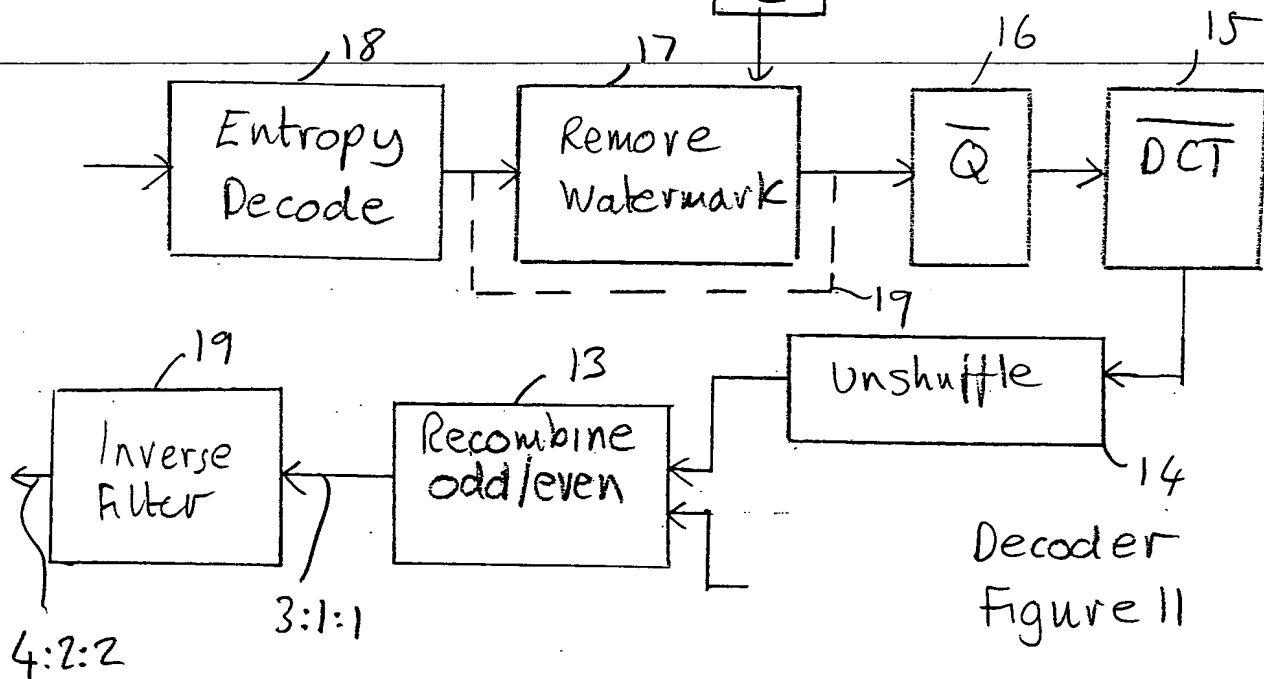 18
17
16
15
Entropy
Decode
Remove
Watermark
Q̅
D̅C̅T̅
19
Unshuffle
14
19
13
Inverse
Filter
Recombine
odd/even
4:2:2
3:1:1
Decoder
Figure 11